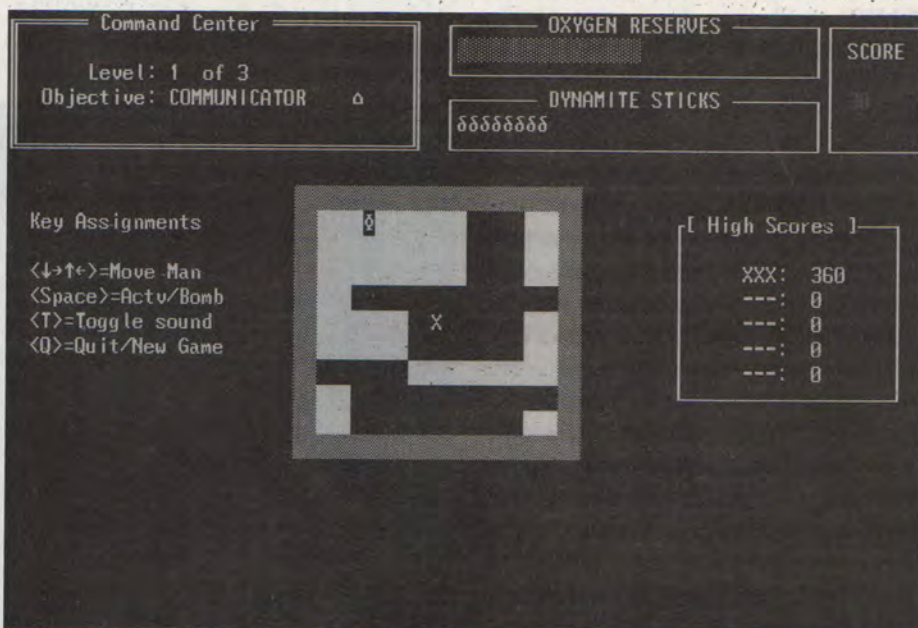 Command Center
Level: 1 of 3
Objective: COMMUNICATOR ⌂
OXYGEN RESERVES
DYNAMITE STICKS
δδδδδδδδ
SCORE
30
Key Assignments
<↓→↑←>=Move Man
<Space>=Actv/Bomb
<T>=Toggle sound
<Q>=Quit/New Game
Φ
X
[ High Scores ]
XXX: 360
---: 0
---: 0
---: 0
---: 0